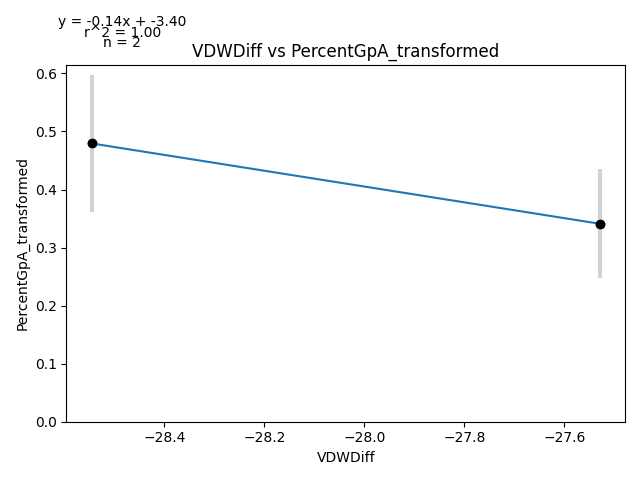 y = -0.14x + -3.40
r^2 = 1.00
n = 2
VDWDiff vs PercentGpA_transformed
PercentGpA_transformed
0.6
0.5
0.4
0.3
0.2
0.1
0.0
−28.4 −28.2 −28.0 −27.8 −27.6
VDWDiff